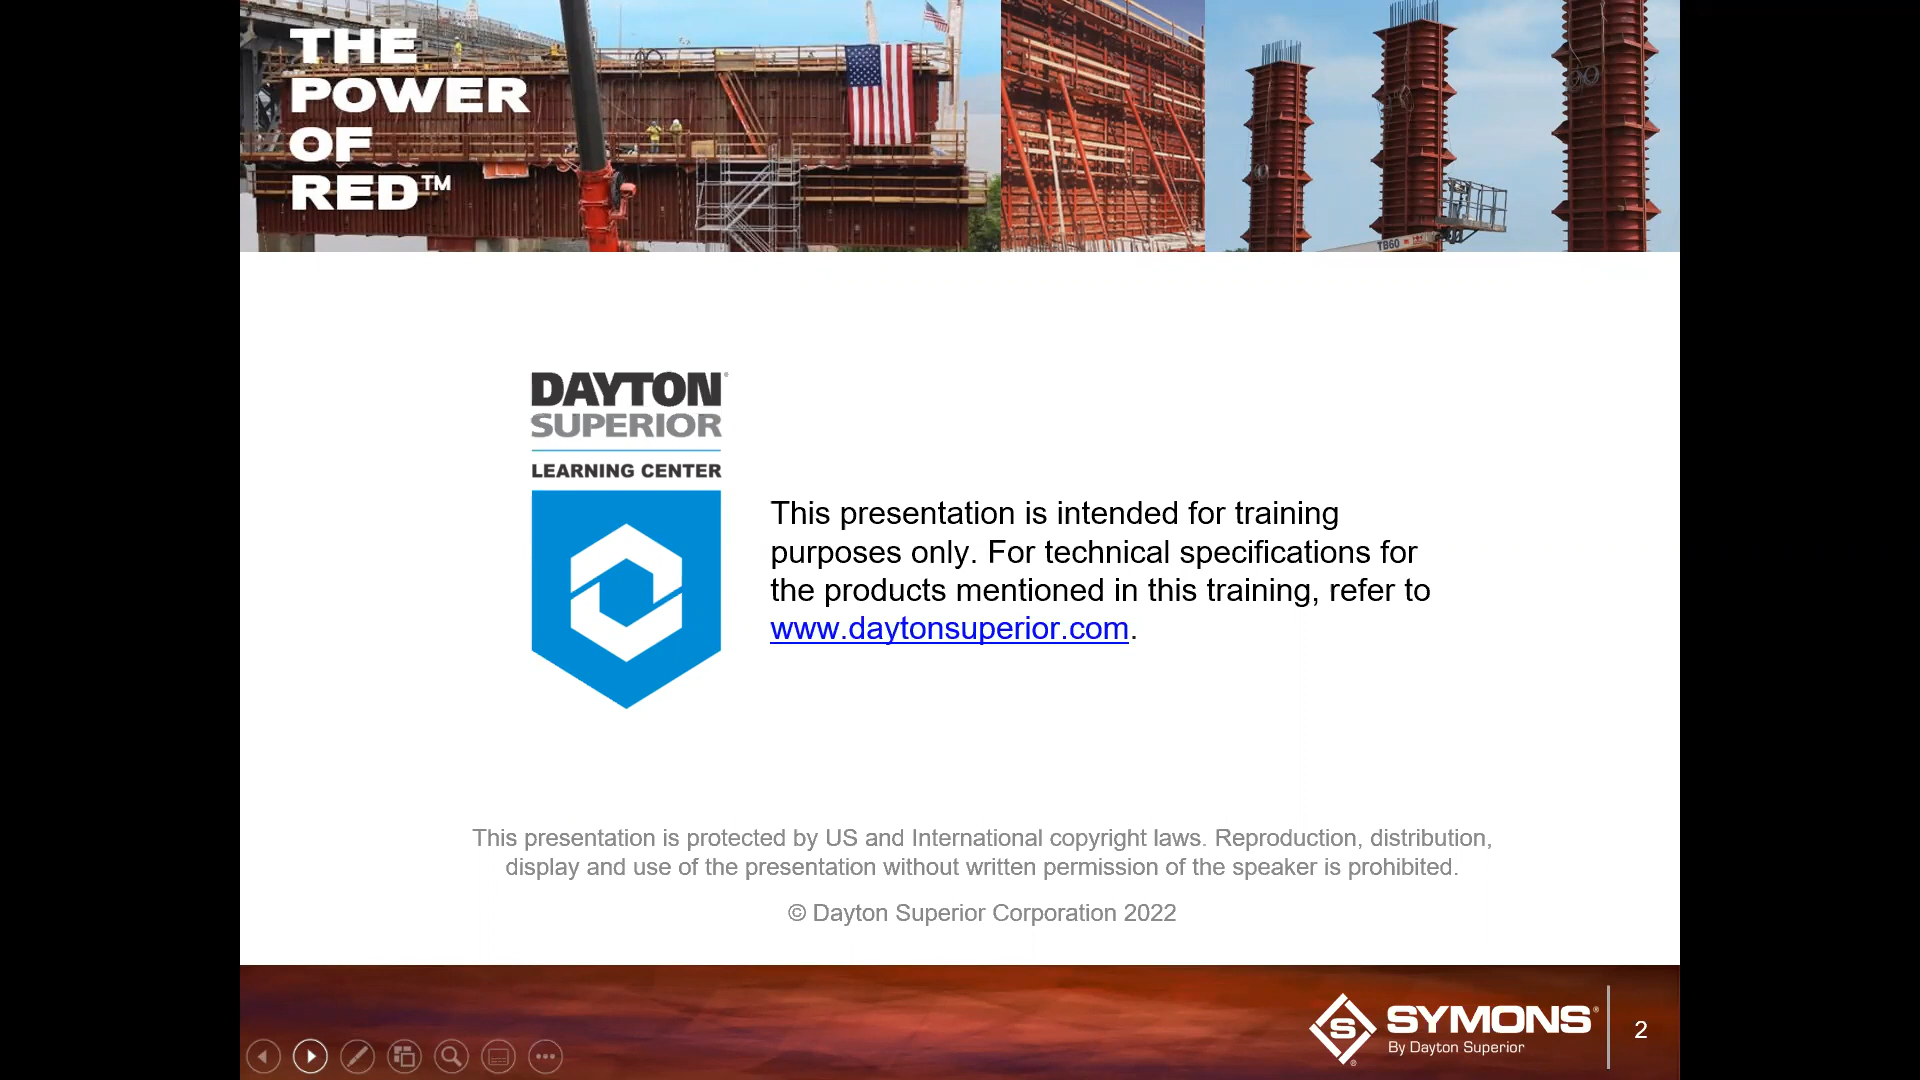 THE
POWER
OF
RED™
TB60
DAYTON®
SUPERIOR
LEARNING CENTER
This presentation is intended for training
purposes only. For technical specifications for
the products mentioned in this training, refer to
www.daytonsuperior.com.
This presentation is protected by US and International copyright laws. Reproduction, distribution,
display and use of the presentation without written permission of the speaker is prohibited.
© Dayton Superior Corporation 2022
S SYMONS®
By Dayton Superior
2